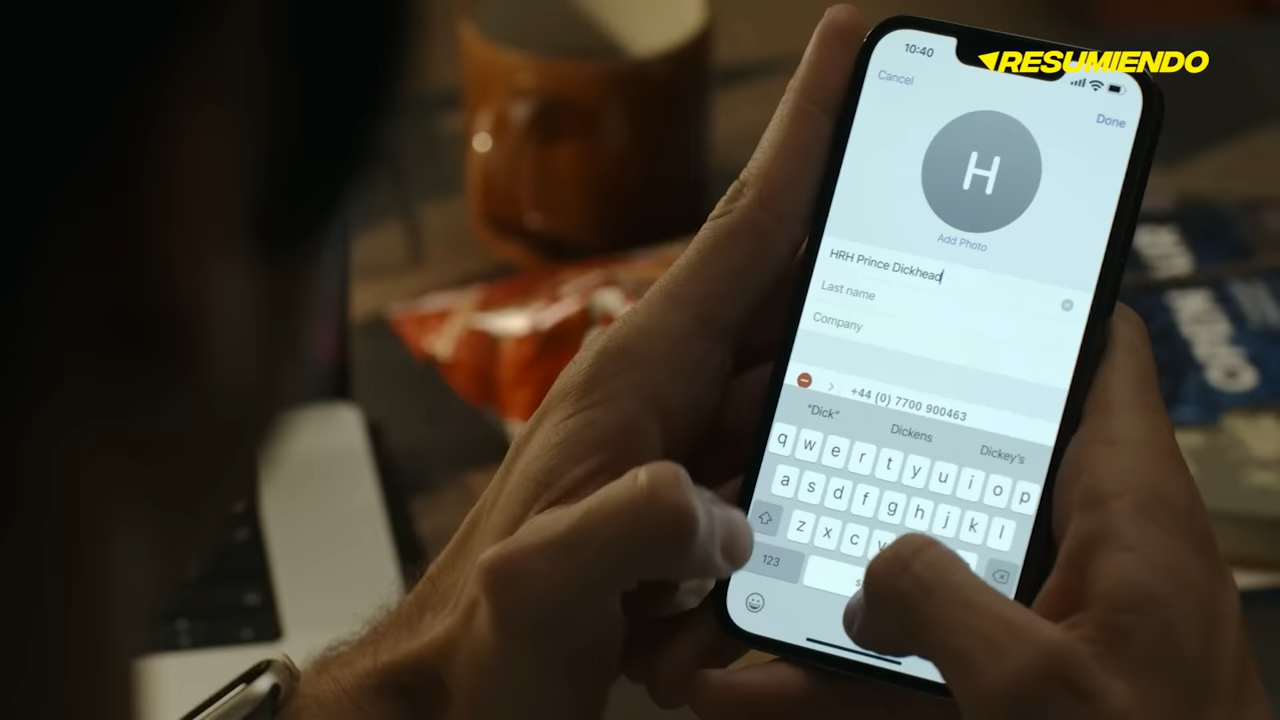 RESUMIENDO
10:40
Cancel
Done
H
Add Photo
HRH Prince Dickhead
Last name
Company
+44 (0) 7700 900463
"Dick" Dickens Dickey's
q w e r t y u i o p
a s d f g h j k l
z x c v
123